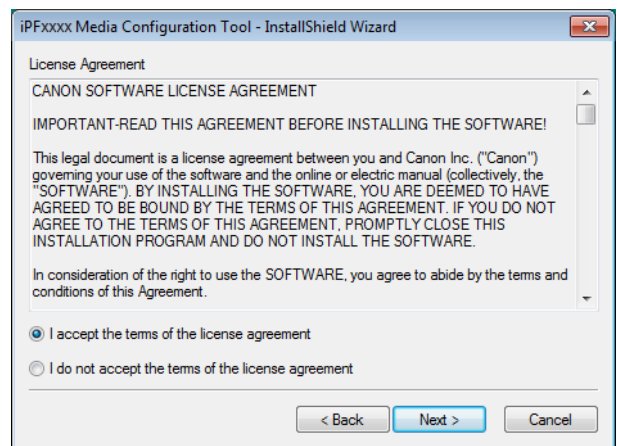 iPFxxxx Media Configuration Tool - InstallShield Wizard
License Agreement
CANON SOFTWARE LICENSE AGREEMENT
IMPORTANT-READ THIS AGREEMENT BEFORE INSTALLING THE SOFTWARE!
This legal document is a license agreement between you and Canon Inc. ("Canon")
governing your use of the software and the online or electric manual (collectively, the
"SOFTWARE"). BY INSTALLING THE SOFTWARE, YOU ARE DEEMED TO HAVE
AGREED TO BE BOUND BY THE TERMS OF THIS AGREEMENT. IF YOU DO NOT
AGREE TO THE TERMS OF THIS AGREEMENT, PROMPTLY CLOSE THIS
INSTALLATION PROGRAM AND DO NOT INSTALL THE SOFTWARE.
In consideration of the right to use the SOFTWARE, you agree to abide by the terms and
conditions of this Agreement.
I accept the terms of the license agreement
I do not accept the terms of the license agreement
< Back Next > Cancel